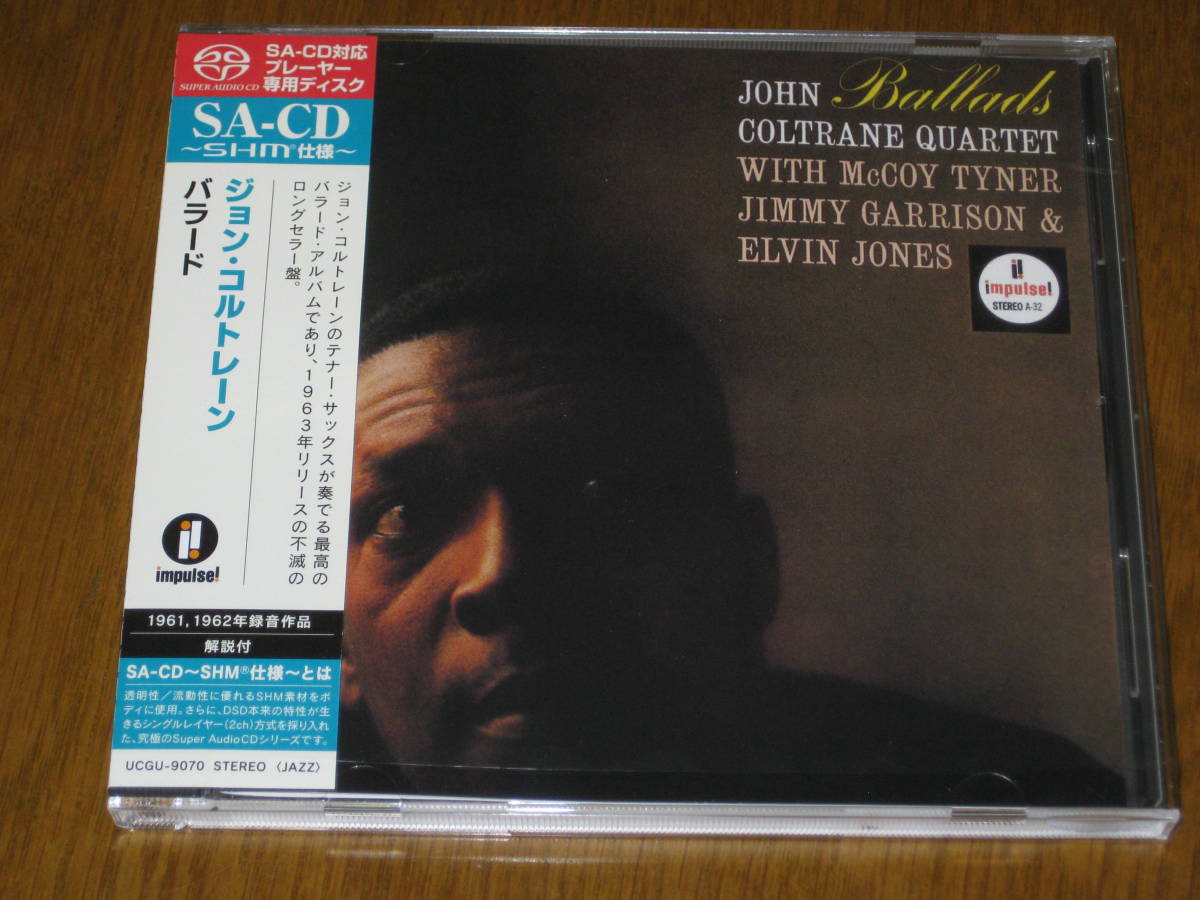 SUPER AUDIO CD
SA-CD対応
プレーヤー
専用ディスク
SA-CD
～SHM®仕様～
ジョン・コルトレーン
バラード
ジョン・コルトレーンのテナー・サックスが奏でる最高の
バラード・アルバムであり、1963年リリースの不滅の
ロングセラー盤。
i!
impulse!
1961, 1962年録音作品
解説付
SA-CD～SHM®仕様～とは
透明性／流動性に優れるSHM素材をボ
ディに使用。さらに、DSD本来の特性が生
きるシングルレイヤー(2ch)方式を採り入れ
た、究極のSuper Audio CDシリーズです。
UCGU-9070 STEREO 〈JAZZ〉
JOHN Ballads
COLTRANE QUARTET
WITH McCOY TYNER
JIMMY GARRISON &
ELVIN JONES
i!
impulse!
STEREO A-32